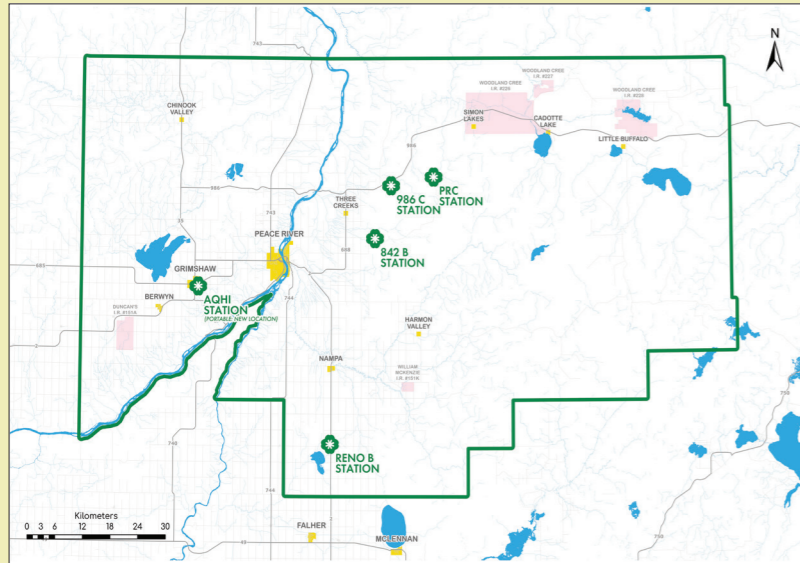 743
N
WOODLAND CREE
I.R. #227
WOODLAND CREE
I.R. #226
WOODLAND CREE
I.R. #228
CHINOOK
VALLEY
SIMON
LAKES
CADOTTE
LAKE
LITTLE BUFFALO
986
986 C
STATION
PRC
STATION
THREE
CREEKS
743
35
PEACE RIVER
688
842 B
STATION
685
GRIMSHAW
AQHI
STATION
(PORTABLE: NEW LOCATION)
BERWYN
DUNCAN'S
I.R. #151A
744
2
HARMON
VALLEY
NAMPA
WILLIAM
MCKENZIE
I.R. #151K
750
740
RENO B
STATION
744
Kilometers
0 3 6 12 18 24 30
FALHER
MCLENNAN
750